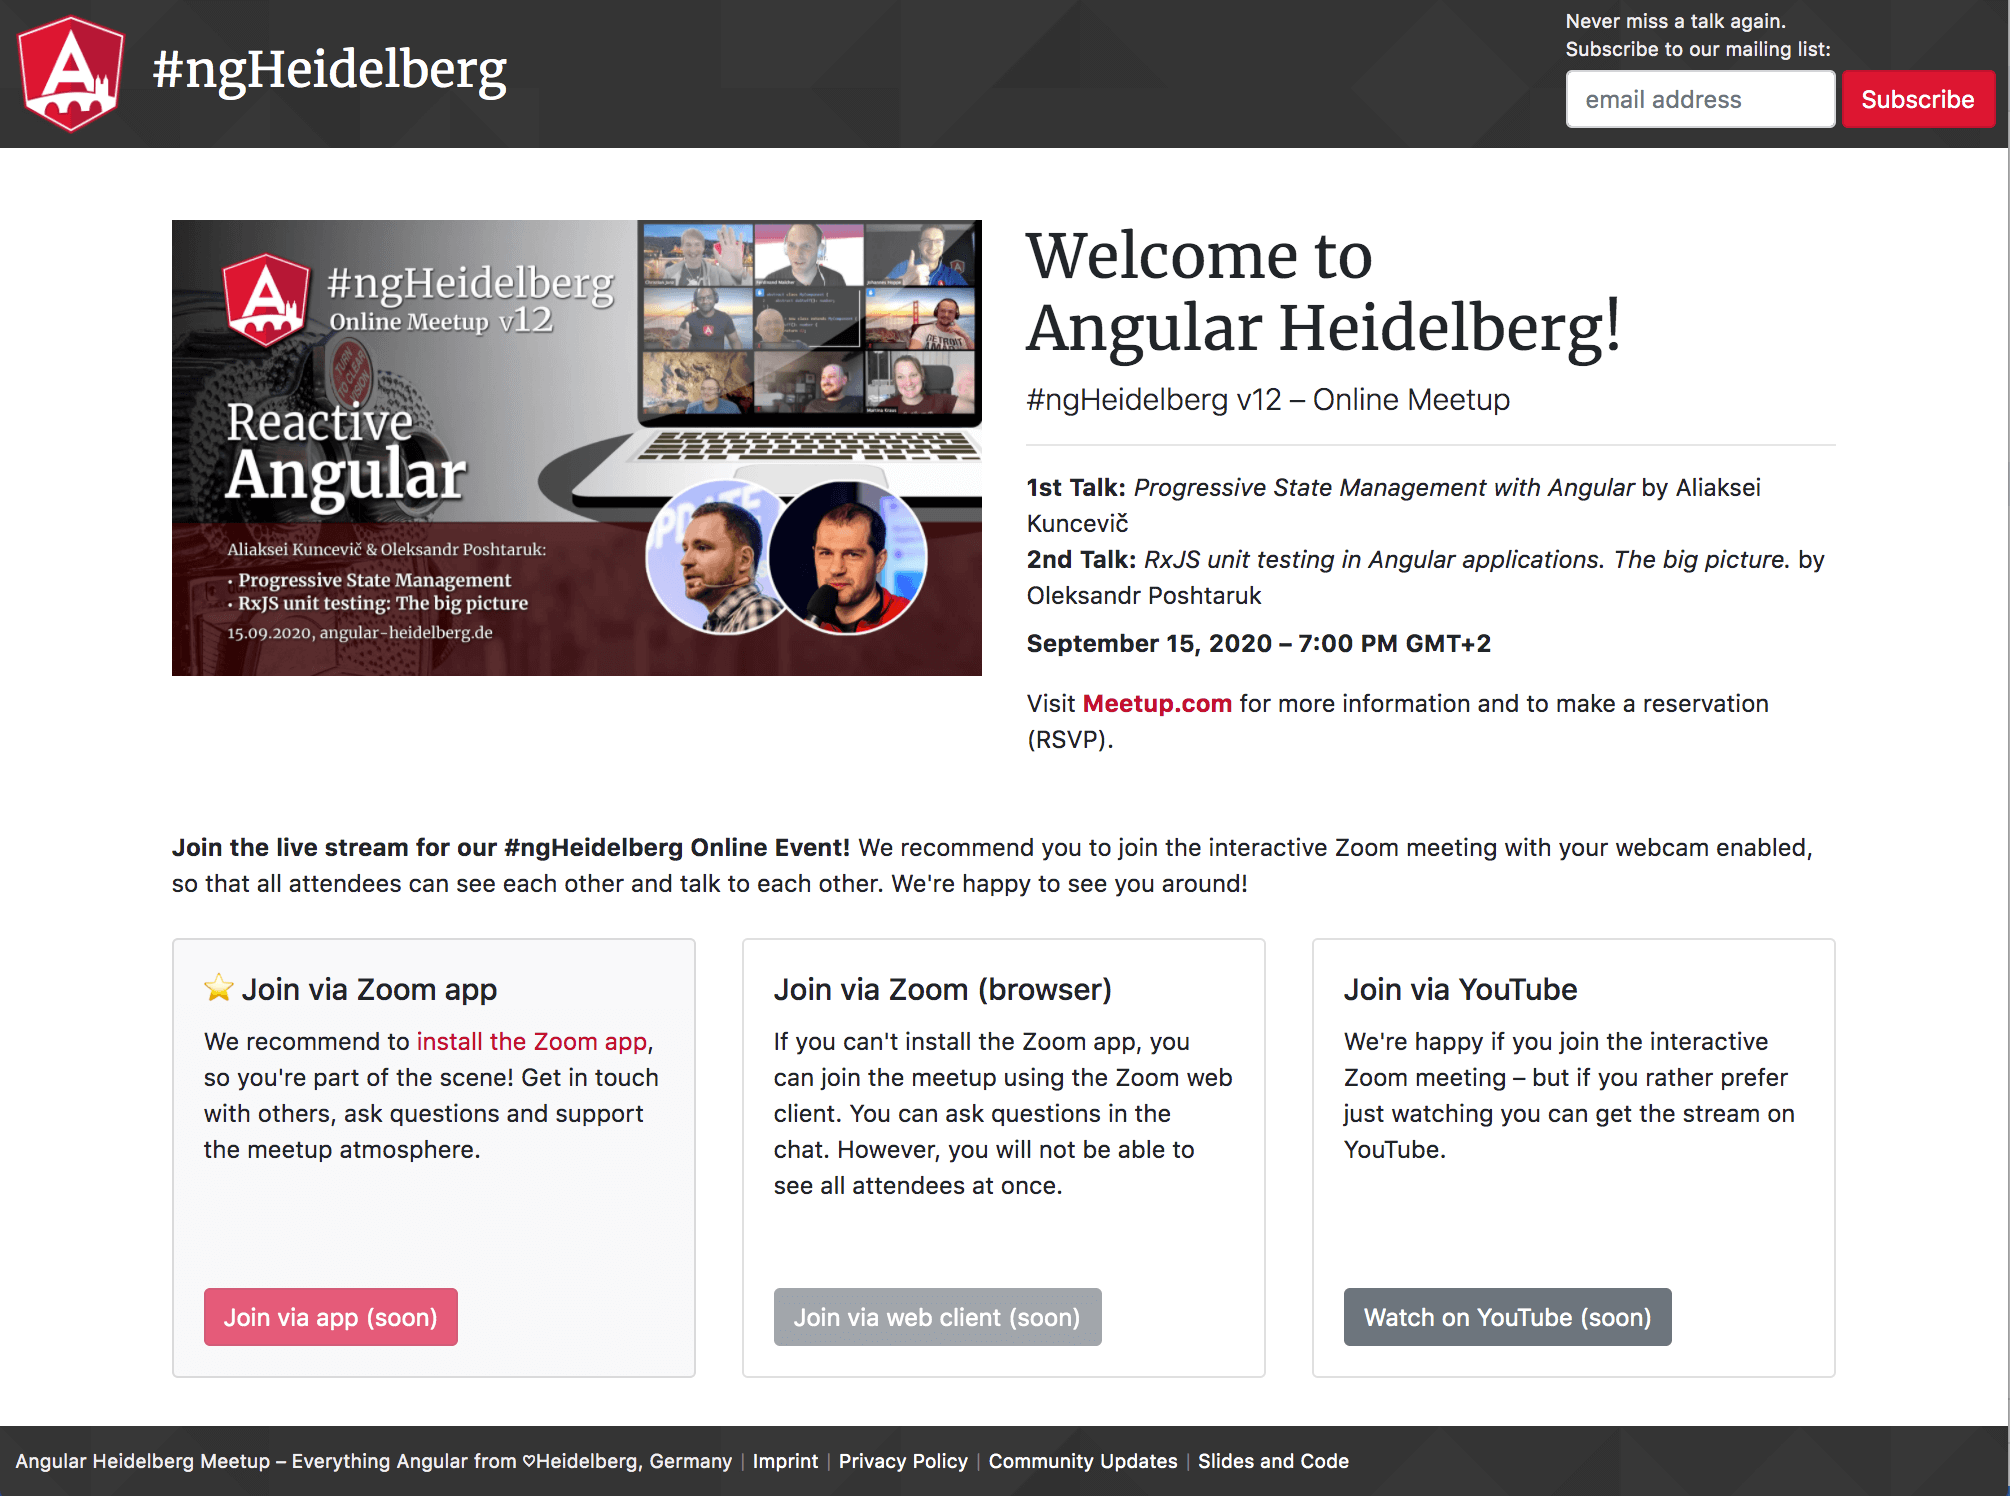 #ngHeidelberg
Never miss a talk again.
Subscribe to our mailing list:
email address
Subscribe
#ngHeidelberg
Online Meetup v12
TURN
TO CLEAR
VISION
Reactive
Angular
Aliaksei Kuncevič & Oleksandr Poshtaruk:
• Progressive State Management
• RxJS unit testing: The big picture
15.09.2020, angular-heidelberg.de
Welcome to
Angular Heidelberg!
#ngHeidelberg v12 – Online Meetup
1st Talk: Progressive State Management with Angular by Aliaksei
Kuncevič
2nd Talk: RxJS unit testing in Angular applications. The big picture. by
Oleksandr Poshtaruk
September 15, 2020 – 7:00 PM GMT+2
Visit Meetup.com for more information and to make a reservation
(RSVP).
Join the live stream for our #ngHeidelberg Online Event! We recommend you to join the interactive Zoom meeting with your webcam enabled,
so that all attendees can see each other and talk to each other. We're happy to see you around!
⭐ Join via Zoom app
We recommend to install the Zoom app,
so you're part of the scene! Get in touch
with others, ask questions and support
the meetup atmosphere.
Join via app (soon)
Join via Zoom (browser)
If you can't install the Zoom app, you
can join the meetup using the Zoom web
client. You can ask questions in the
chat. However, you will not be able to
see all attendees at once.
Join via web client (soon)
Join via YouTube
We're happy if you join the interactive
Zoom meeting – but if you rather prefer
just watching you can get the stream on
YouTube.
Watch on YouTube (soon)
Angular Heidelberg Meetup – Everything Angular from ♡Heidelberg, Germany | Imprint | Privacy Policy | Community Updates | Slides and Code